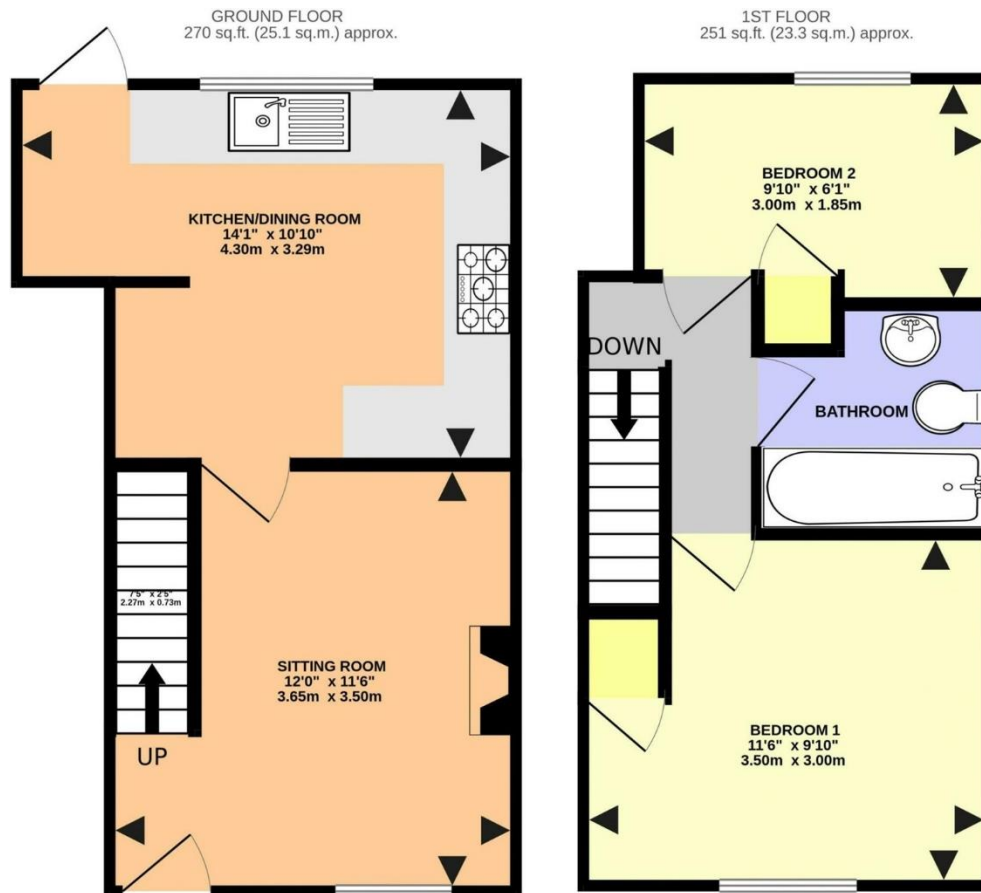 GROUND FLOOR
270 sq.ft. (25.1 sq.m.) approx.
KITCHEN/DINING ROOM
14'1" x 10'10"
4.30m x 3.29m
7'5" x 2'5"
2.27m x 0.73m
UP
SITTING ROOM
12'0" x 11'6"
3.65m x 3.50m
1ST FLOOR
251 sq.ft. (23.3 sq.m.) approx.
BEDROOM 2
9'10" x 6'1"
3.00m x 1.85m
DOWN
BATHROOM
BEDROOM 1
11'6" x 9'10"
3.50m x 3.00m